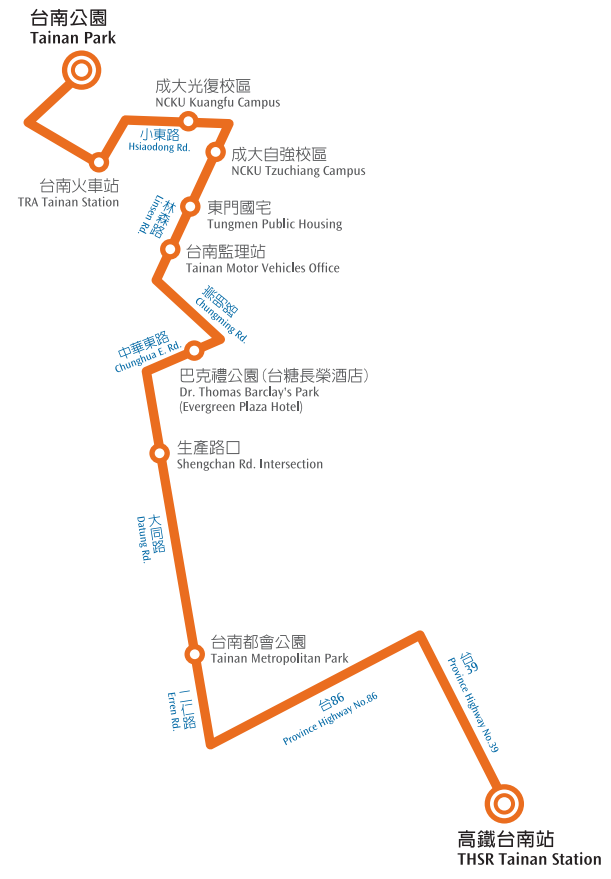 台南公園
Tainan Park
成大光復校區
NCKU Kuangfu Campus
小東路
Hsiaodong Rd.
成大自強校區
NCKU Tzuchiang Campus
台南火車站
TRA Tainan Station
林森路
Linsen Rd.
東門國宅
Tungmen Public Housing
台南監理站
Tainan Motor Vehicles Office
崇明路
Chungming Rd.
中華東路
Chunghua E. Rd.
巴克禮公園(台糖長榮酒店)
Dr. Thomas Barclay's Park
(Evergreen Plaza Hotel)
生產路口
Shengchan Rd. Intersection
大同路
Datung Rd.
台南都會公園
Tainan Metropolitan Park
二仁路
Erren Rd.
台86
Province Highway No.86
台39
Province Highway No.39
高鐵台南站
THSR Tainan Station